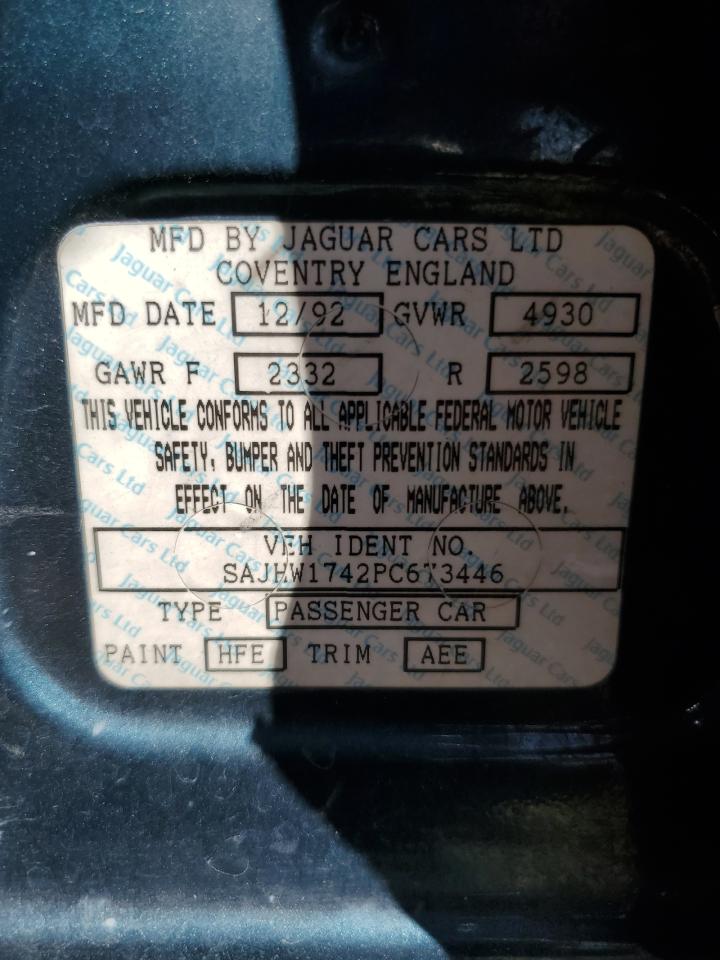 MFD BY JAGUAR CARS LTD
COVENTRY ENGLAND
MFD DATE 12/92 GVWR 4930
GAWR F 2332 R 2598
THIS VEHICLE CONFORMS TO ALL APPLICABLE FEDERAL MOTOR VEHICLE
SAFETY, BUMPER AND THEFT PREVENTION STANDARDS IN
EFFECT ON THE DATE OF MANUFACTURE ABOVE.
VEH IDENT NO.
SAJHW1742PC673446
TYPE PASSENGER CAR
PAINT HFE TRIM AEE